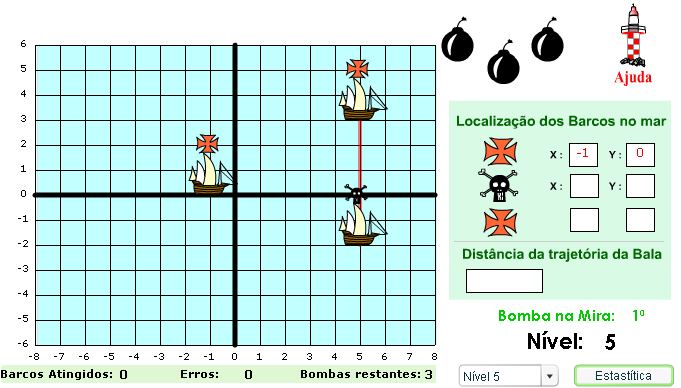 Ajuda
6
5
4
3
2
1
0
-1
-2
-3
-4
-5
-6
-8 -7 -6 -5 -4 -3 -2 -1 0 1 2 3 4 5 6 7 8
Localização dos Barcos no mar
X : -1 Y : 0
X : Y :
Distância da trajetória da Bala
Bomba na Mira: 1ª
Nível: 5
Barcos Atingidos: 0 Erros: 0 Bombas restantes: 3
Nível 5 Estastítica